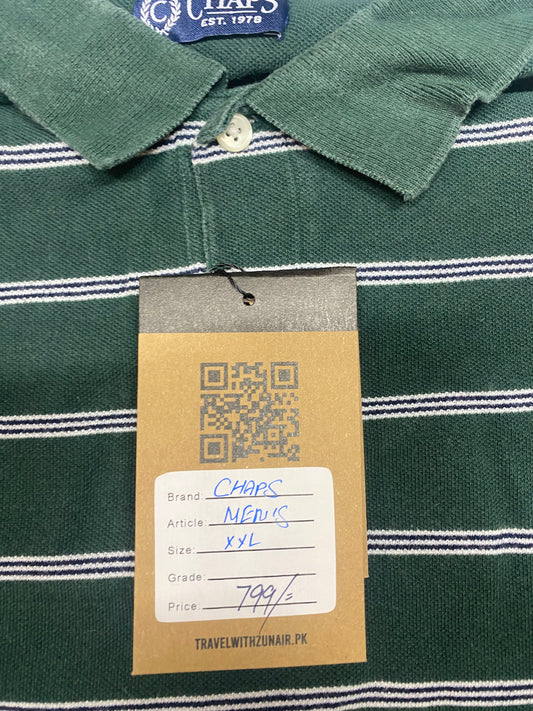 C CHAPS
EST. 1978
Brand: CHAPS
Article: MEN'S
Size: XXL
Grade:
Price: 799/=
TRAVELWITHZUNAIR.PK